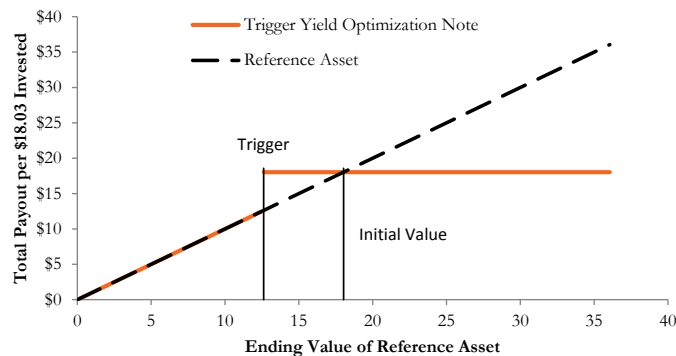 Total Payout per $18.03 Invested
$40
$35
$30
$25
$20
$15
$10
$5
$0
Trigger Yield Optimization Note
Reference Asset
Trigger
Initial Value
0 5 10 15 20 25 30 35 40
Ending Value of Reference Asset